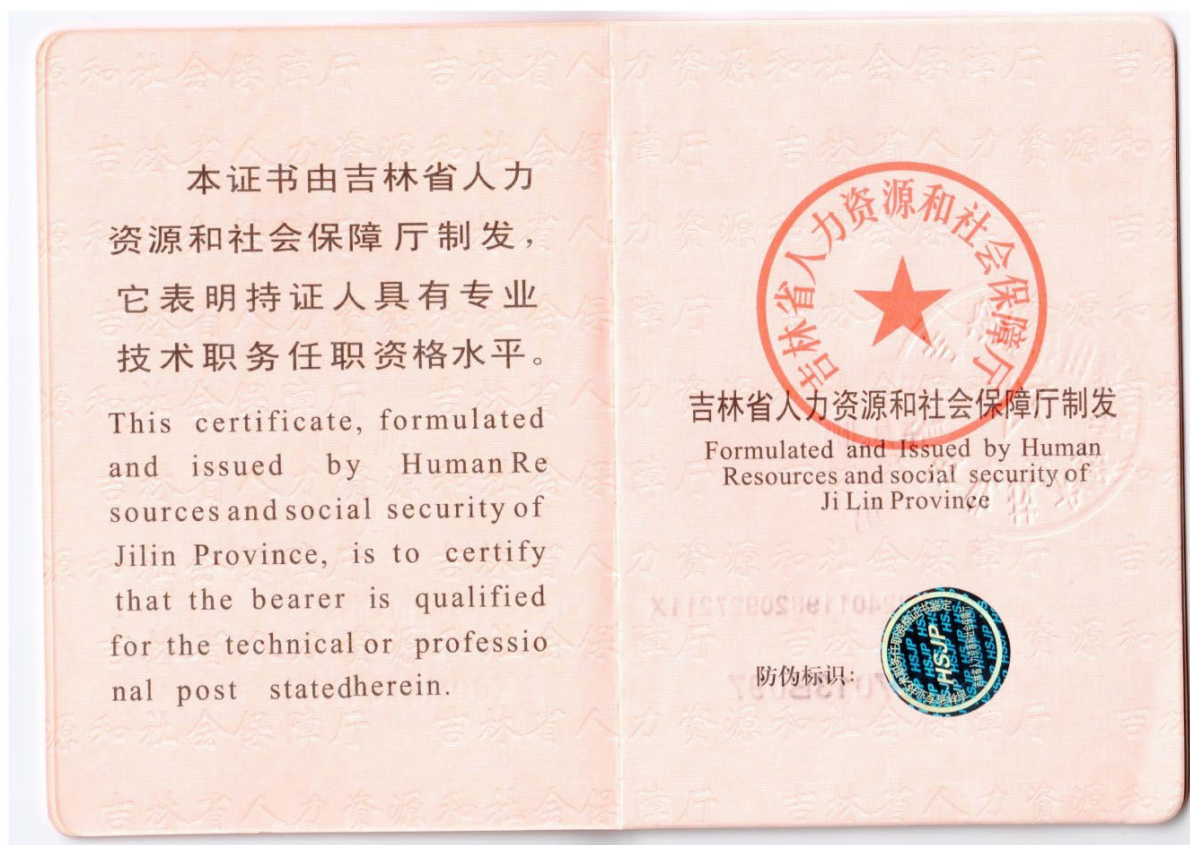 本证书由吉林省人力
资源和社会保障厅制发，
它表明持证人具有专业
技术职务任职资格水平。
This certificate, formulated
and issued by Human Re
sources and social security of
Jilin Province, is to certify
that the bearer is qualified
for the technical or professio
nal post statedherein.
吉林省人力资源和社会保障厅
吉林省人力资源和社会保障厅制发
Formulated and Issued by Human
Resources and social security of
Ji Lin Province
防伪标识：
HSJP